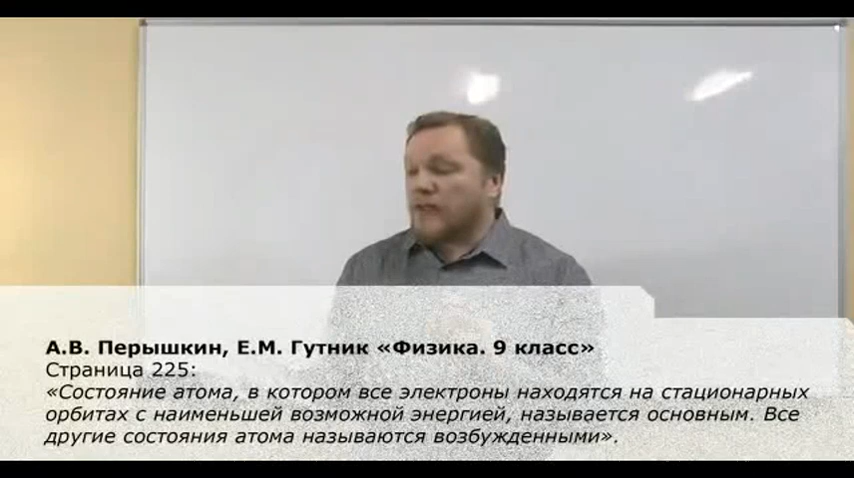 А.В. Перышкин, Е.М. Гутник «Физика. 9 класс»
Страница 225:
«Состояние атома, в котором все электроны находятся на стационарных
орбитах с наименьшей возможной энергией, называется основным. Все
другие состояния атома называются возбужденными».